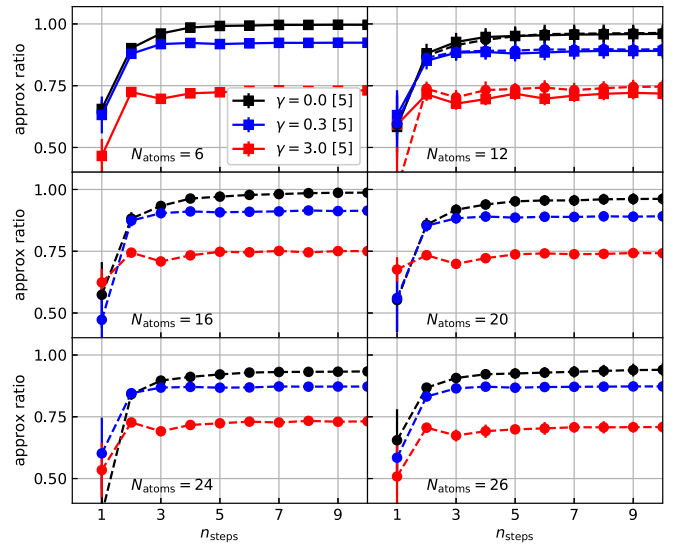 1.00
0.75
0.50
approx ratio
γ = 0.0 [5]
γ = 0.3 [5]
γ = 3.0 [5]
N_atoms = 6
N_atoms = 12
1.00
0.75
0.50
approx ratio
N_atoms = 16
N_atoms = 20
1.00
0.75
0.50
approx ratio
N_atoms = 24
N_atoms = 26
1 3 5 7 9
1 3 5 7 9
n_steps
n_steps